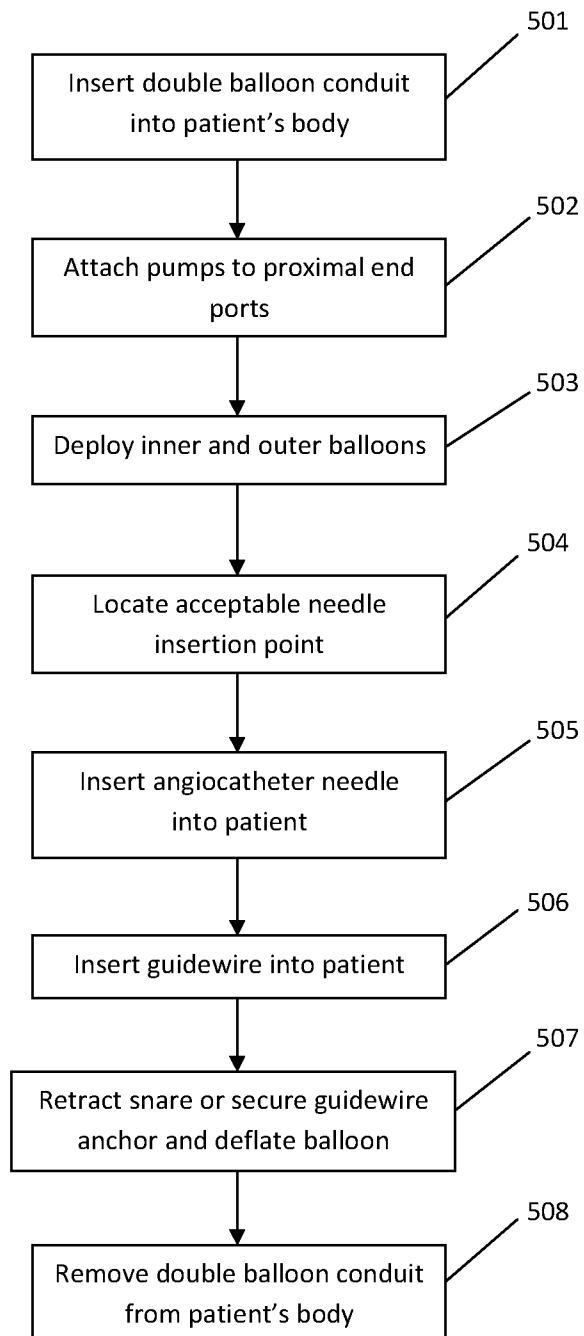 501
Insert double balloon conduit
into patient's body
502
Attach pumps to proximal end
ports
503
Deploy inner and outer balloons
504
Locate acceptable needle
insertion point
505
Insert angiocatheter needle
into patient
506
Insert guidewire into patient
507
Retract snare or secure guidewire
anchor and deflate balloon
508
Remove double balloon conduit
from patient's body